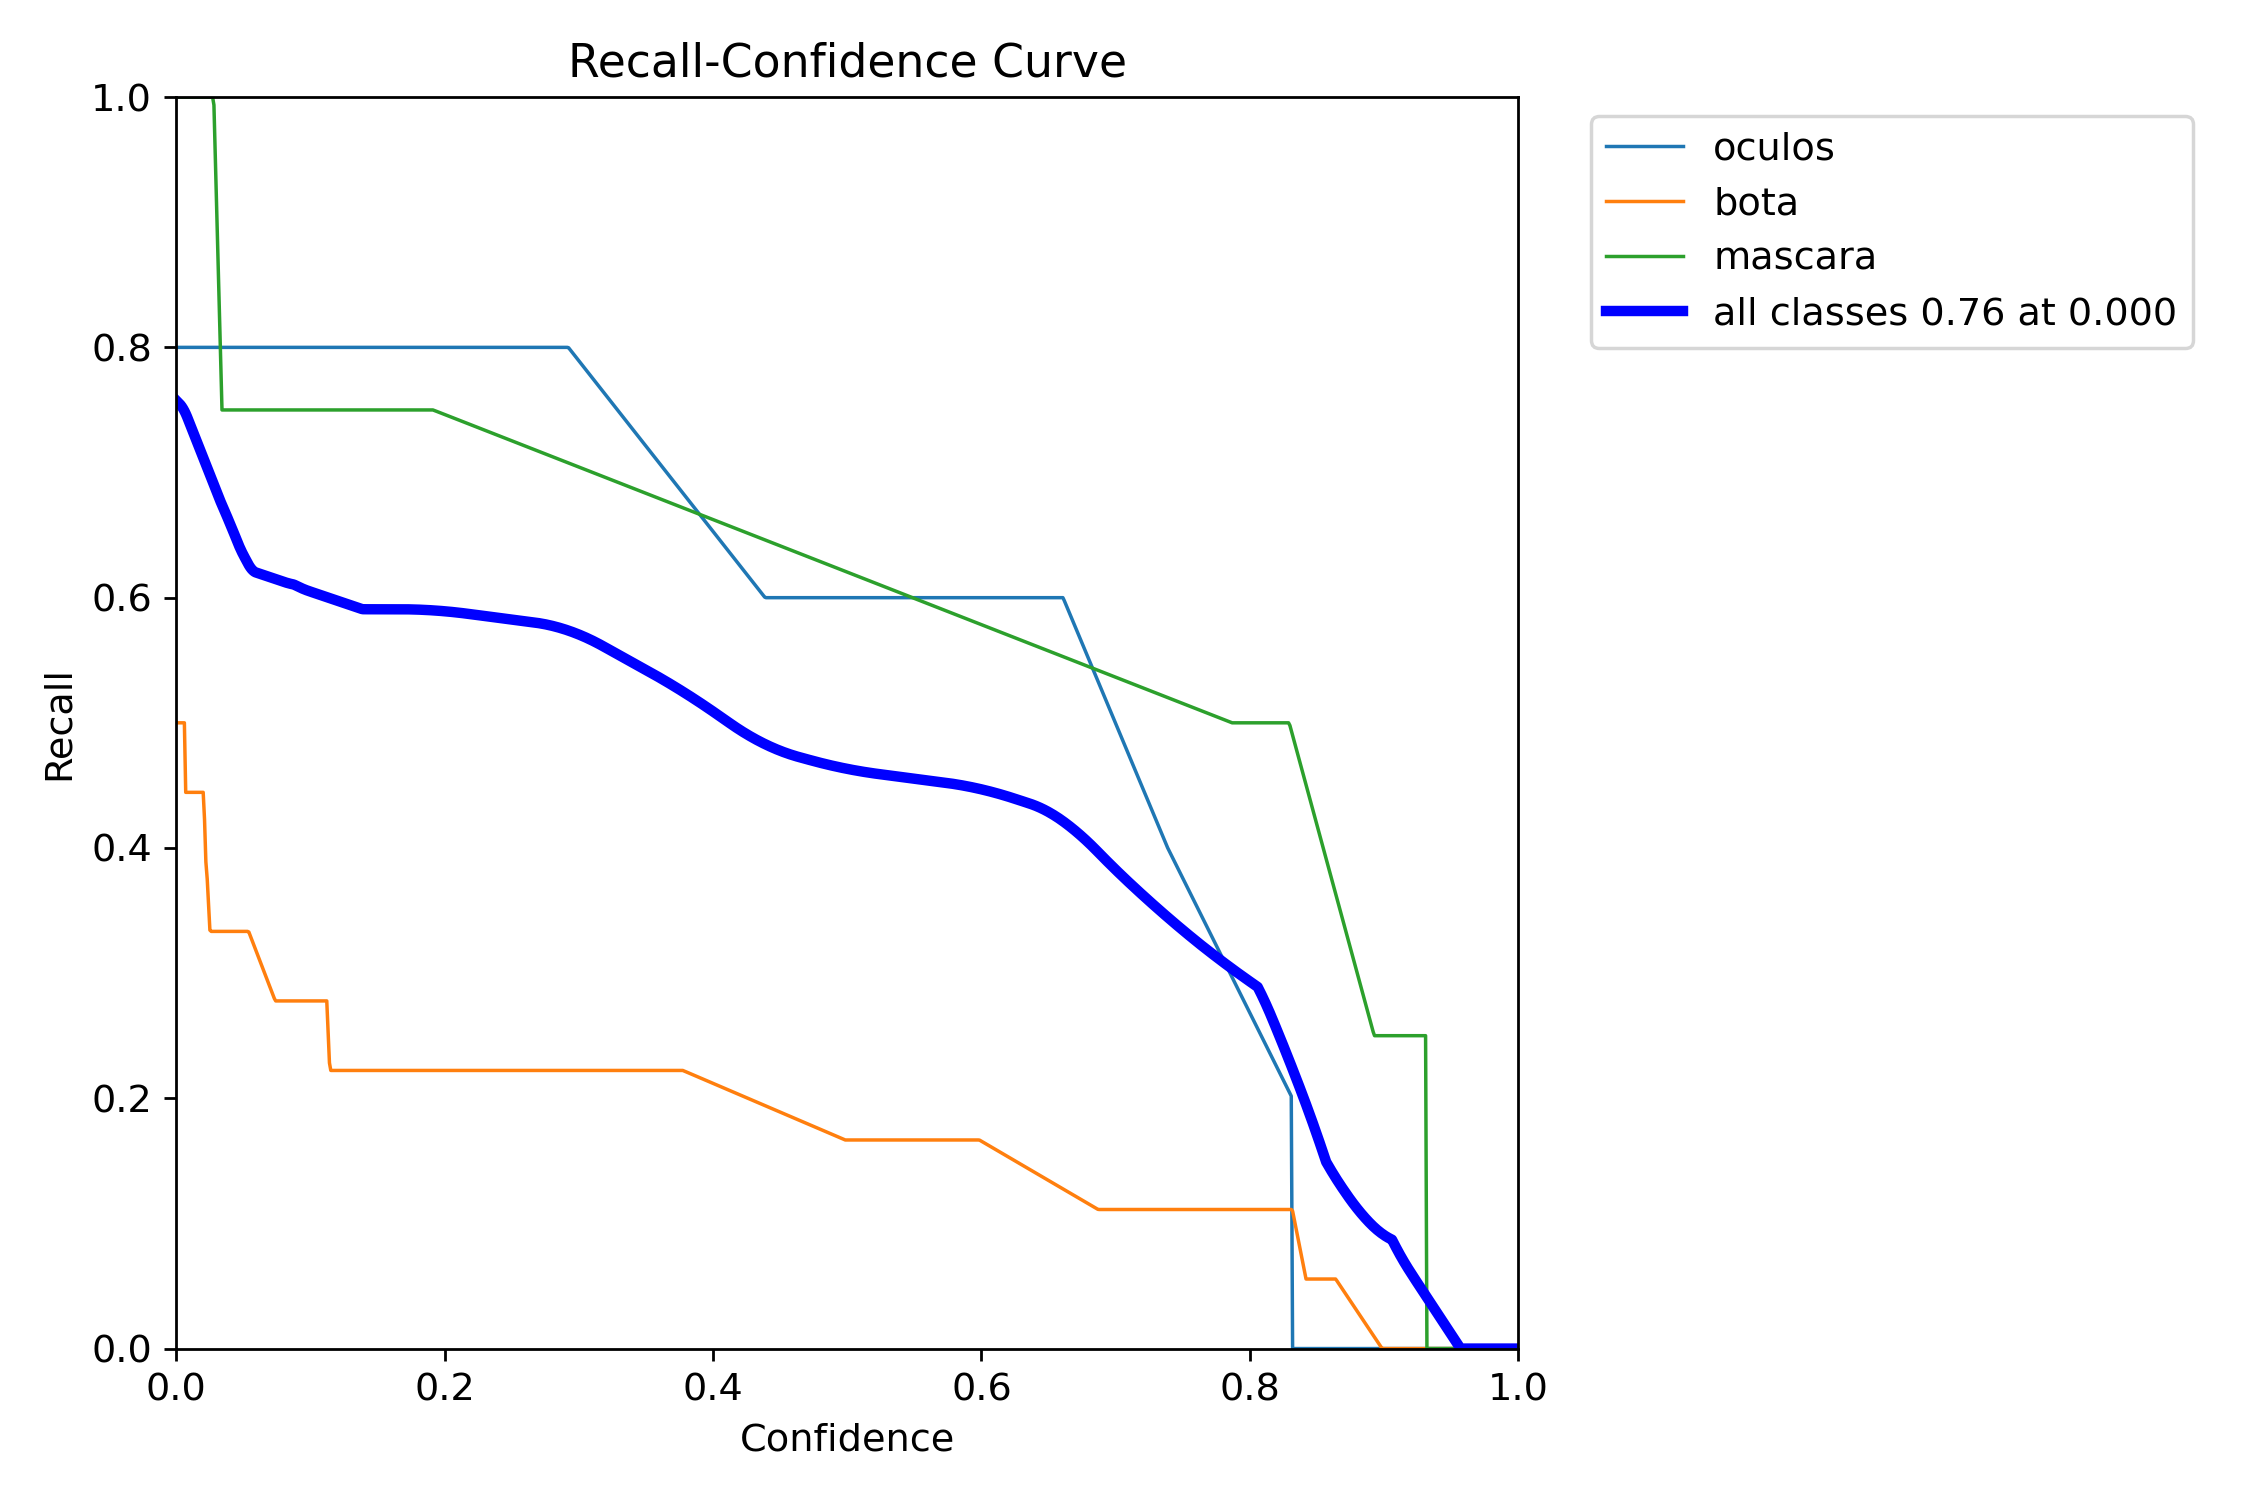 Recall-Confidence Curve
1.0
0.8
0.6
0.4
0.2
0.0
Recall
0.0 0.2 0.4 0.6 0.8 1.0
Confidence
oculos
bota
mascara
all classes 0.76 at 0.000